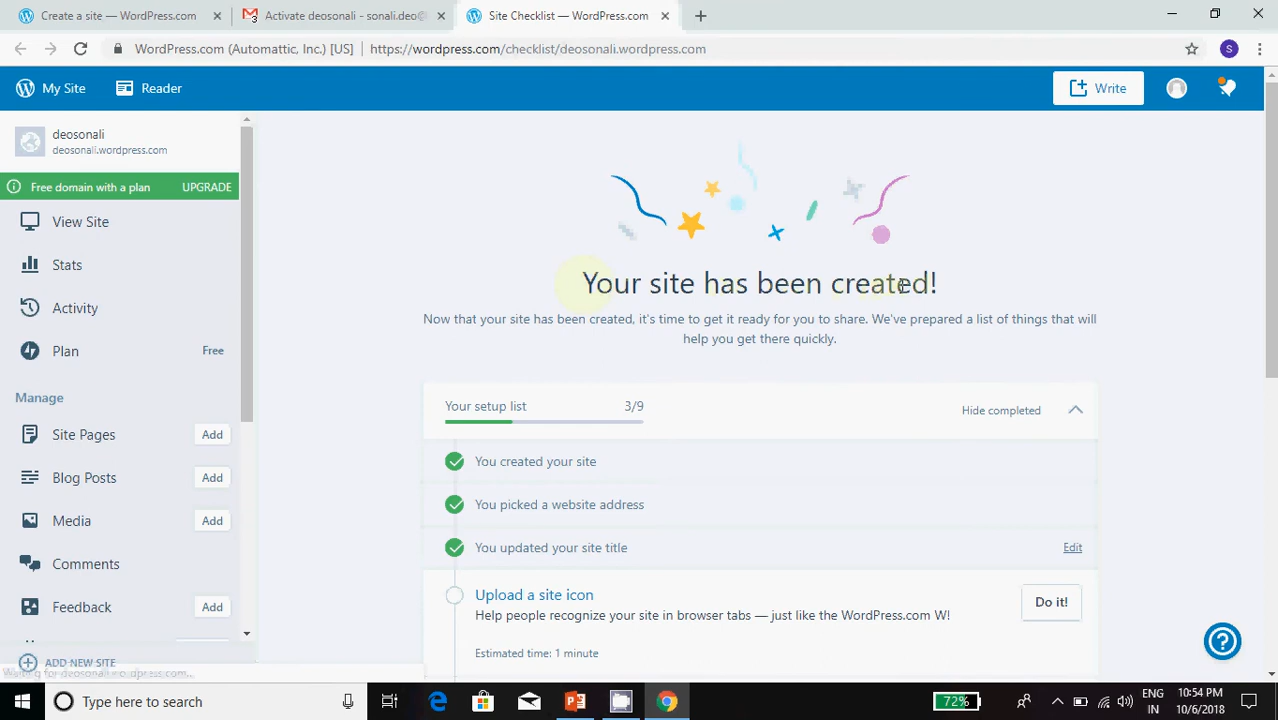 Create a site — WordPress.com
Activate deosonali - sonali.deo@
Site Checklist — WordPress.com
WordPress.com (Automattic, Inc.) [US]
https://wordpress.com/checklist/deosonali.wordpress.com
S
My Site
Reader
Write
deosonali
deosonali.wordpress.com
Free domain with a plan UPGRADE
View Site
Stats
Activity
Plan Free
Manage
Site Pages Add
Blog Posts Add
Media Add
Comments
Feedback Add
ADD NEW SITE
Your site has been created!
Now that your site has been created, it's time to get it ready for you to share. We've prepared a list of things that will
help you get there quickly.
Your setup list 3/9
Hide completed
You created your site
You picked a website address
You updated your site title
Edit
Upload a site icon
Help people recognize your site in browser tabs — just like the WordPress.com W!
Do it!
Estimated time: 1 minute
Type here to search
72%
ENG
IN
10:54 PM
10/6/2018